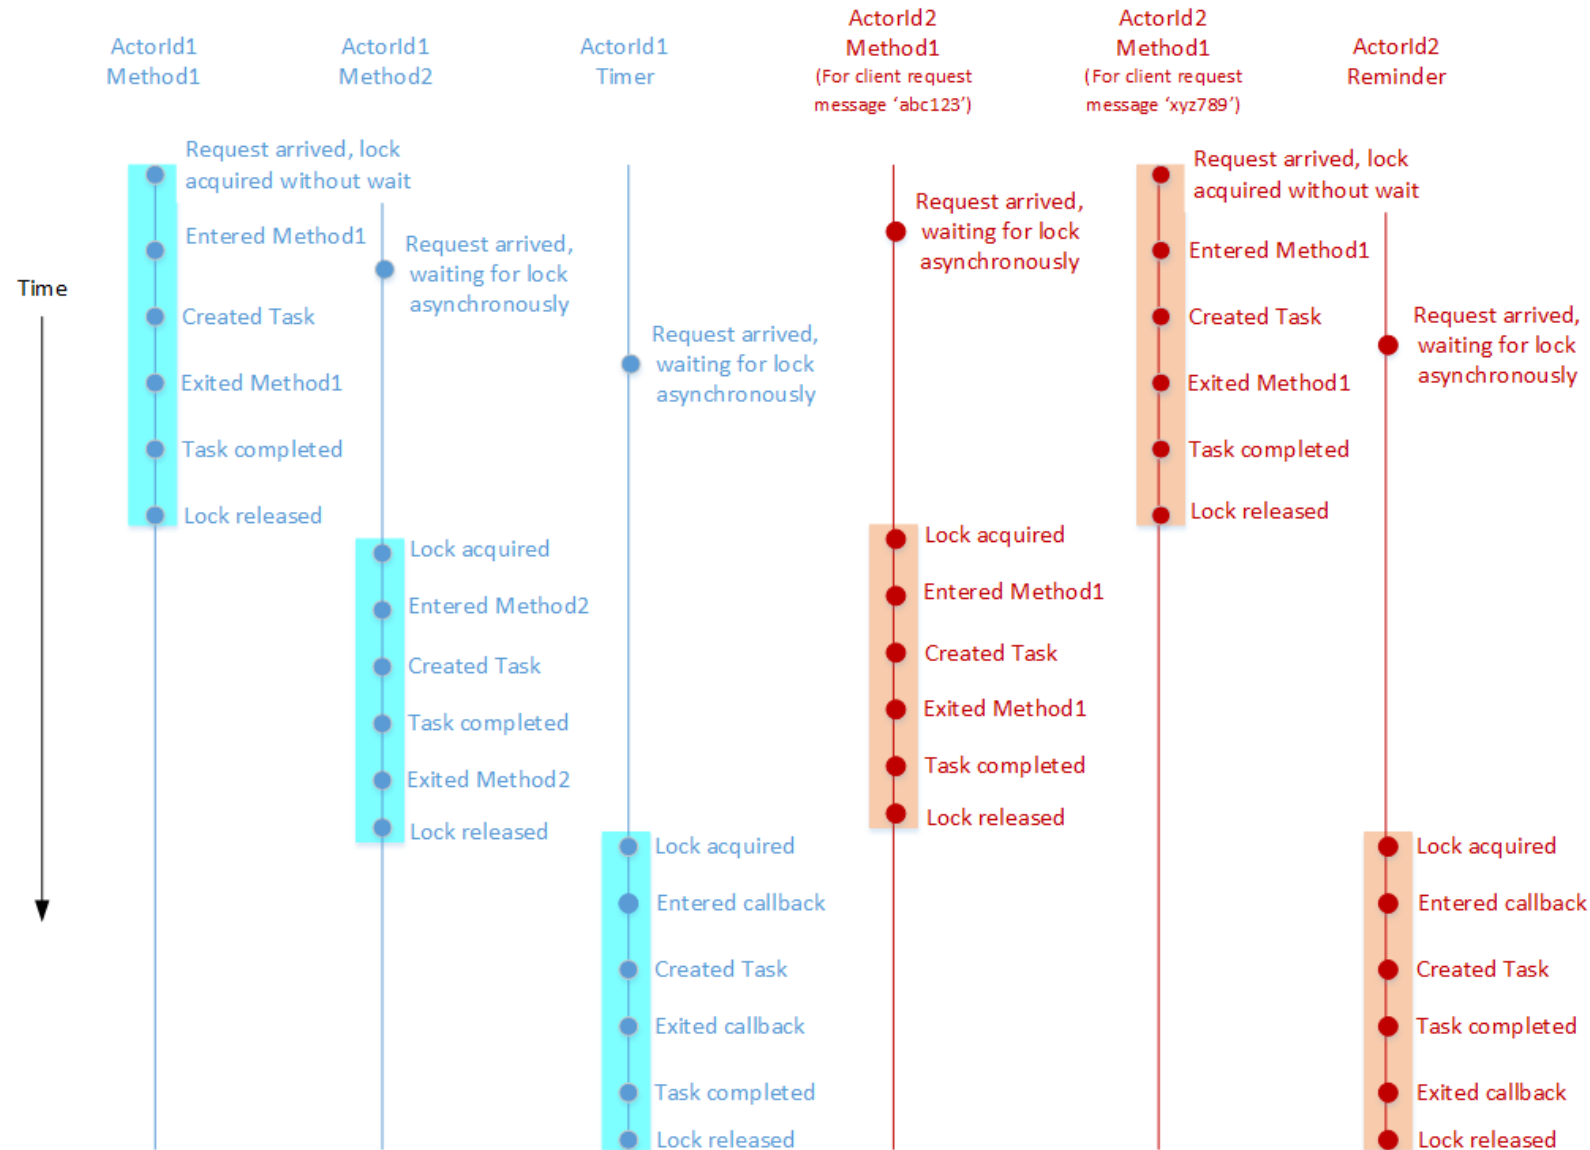 ActorId1
Method1
ActorId1
Method2
ActorId1
Timer
ActorId2
Method1
(For client request
message ‘abc123’)
ActorId2
Method1
(For client request
message ‘xyz789’)
ActorId2
Reminder
Time
Request arrived, lock
acquired without wait
Entered Method1
Created Task
Exited Method1
Task completed
Lock released
Request arrived,
waiting for lock
asynchronously
Lock acquired
Entered Method2
Created Task
Task completed
Exited Method2
Lock released
Request arrived,
waiting for lock
asynchronously
Lock acquired
Entered callback
Created Task
Exited callback
Task completed
Lock released
Request arrived,
waiting for lock
asynchronously
Lock acquired
Entered Method1
Created Task
Exited Method1
Task completed
Lock released
Request arrived, lock
acquired without wait
Entered Method1
Created Task
Exited Method1
Task completed
Lock released
Request arrived,
waiting for lock
asynchronously
Lock acquired
Entered callback
Created Task
Task completed
Exited callback
Lock released